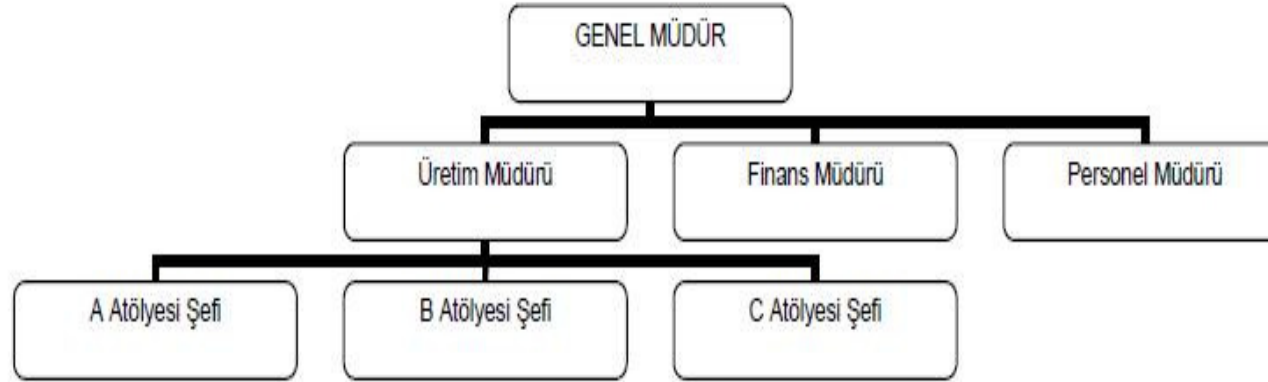 GENEL MÜDÜR
Üretim Müdürü
Finans Müdürü
Personel Müdürü
A Atölyesi Şefi
B Atölyesi Şefi
C Atölyesi Şefi